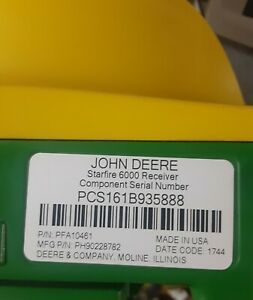 JOHN DEERE
Starfire 6000 Receiver
Component Serial Number
PCS161B935888
P/N: PFA10461 MADE IN USA
MFG P/N: PH90228782 DATE CODE: 1744
DEERE & COMPANY, MOLINE, ILLINOIS